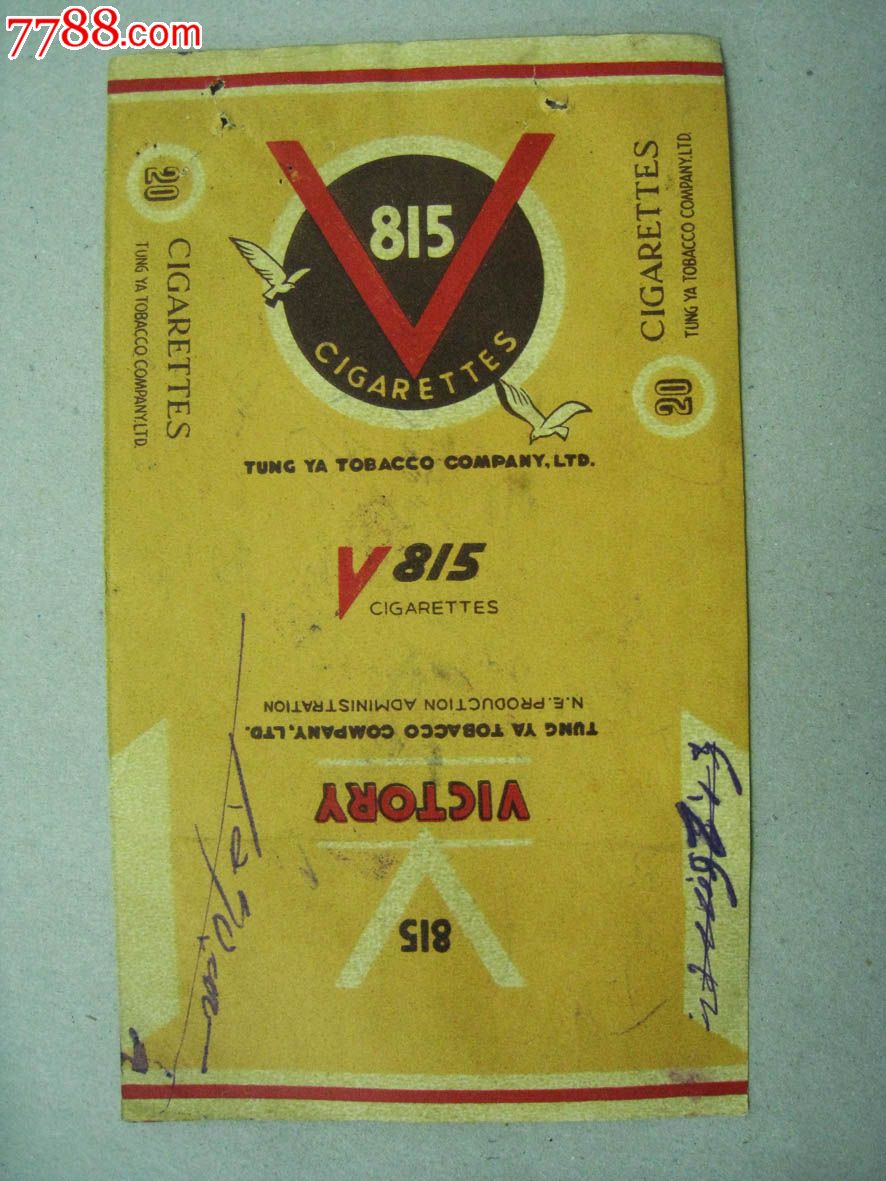 7788.com
815
CIGARETTES
TUNG YA TOBACCO COMPANY, LTD.
20
CIGARETTES
TUNG YA TOBACCO COMPANY,LTD.
CIGARETTES
TUNG YA TOBACCO COMPANY,LTD.
20
V 815
CIGARETTES
815
VICTORY
TUNG YA TOBACCO COMPANY,LTD.
N.E.PRODUCTION ADMINISTRATION